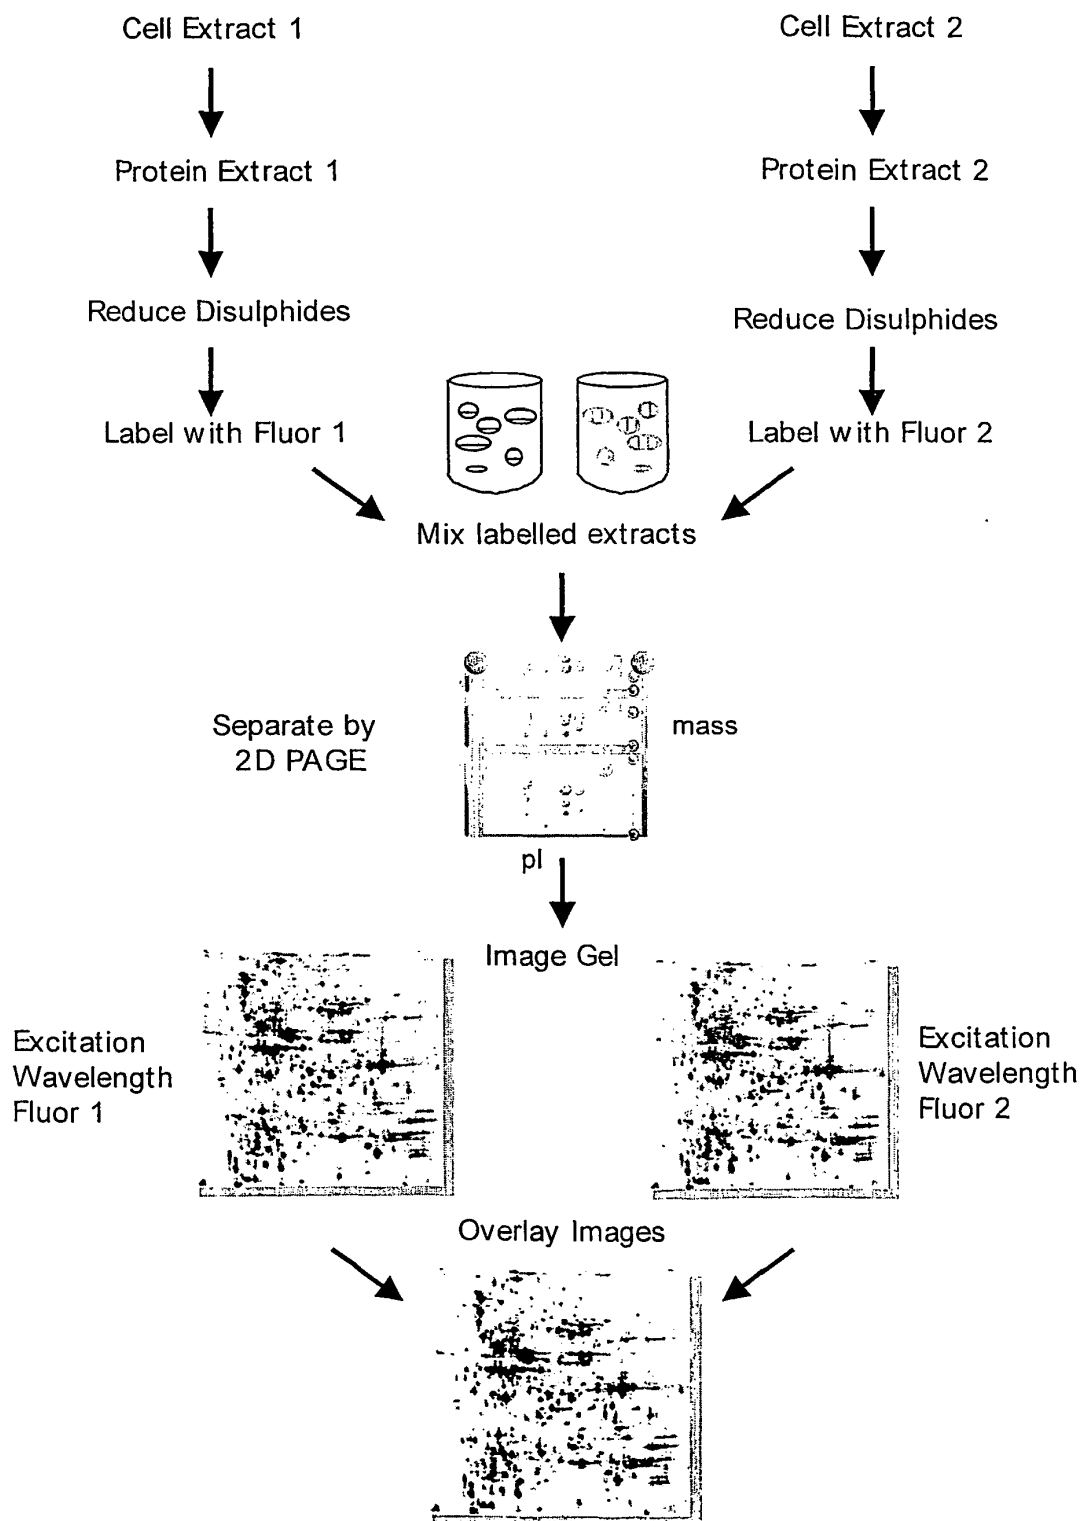 Cell Extract 1
Cell Extract 2
Protein Extract 1
Protein Extract 2
Reduce Disulphides
Reduce Disulphides
Label with Fluor 1
Label with Fluor 2
Mix labelled extracts
Separate by
2D PAGE
mass
pI
Image Gel
Excitation
Wavelength
Fluor 1
Excitation
Wavelength
Fluor 2
Overlay Images